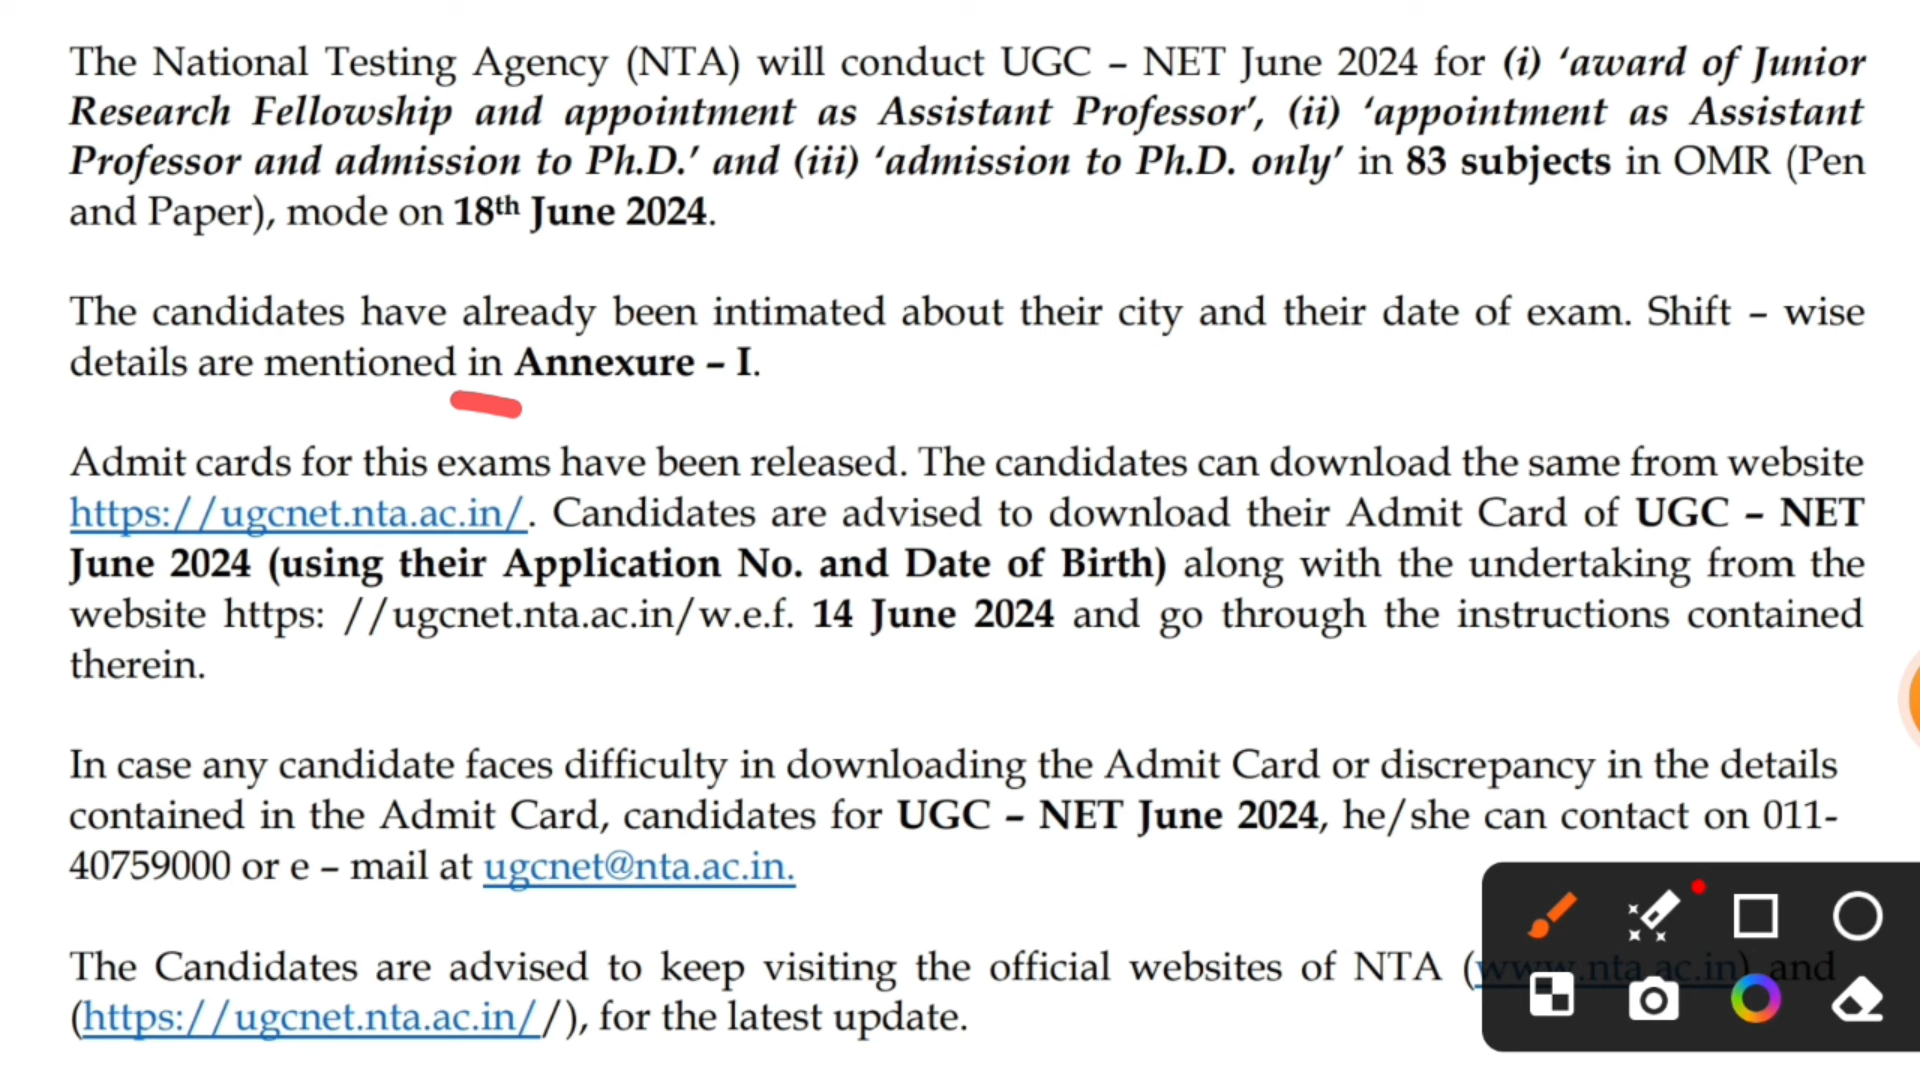 The National Testing Agency (NTA) will conduct UGC – NET June 2024 for (i) ‘award of Junior
Research Fellowship and appointment as Assistant Professor’, (ii) ‘appointment as Assistant
Professor and admission to Ph.D.’ and (iii) ‘admission to Ph.D. only’ in 83 subjects in OMR (Pen
and Paper), mode on 18th June 2024.
The candidates have already been intimated about their city and their date of exam. Shift – wise
details are mentioned in Annexure – I.
Admit cards for this exams have been released. The candidates can download the same from website
https://ugcnet.nta.ac.in/. Candidates are advised to download their Admit Card of UGC – NET
June 2024 (using their Application No. and Date of Birth) along with the undertaking from the
website https: //ugcnet.nta.ac.in/w.e.f. 14 June 2024 and go through the instructions contained
therein.
In case any candidate faces difficulty in downloading the Admit Card or discrepancy in the details
contained in the Admit Card, candidates for UGC – NET June 2024, he/she can contact on 011-
40759000 or e – mail at ugcnet@nta.ac.in.
The Candidates are advised to keep visiting the official websites of NTA (www.nta.ac.in) and
(https://ugcnet.nta.ac.in//), for the latest update.